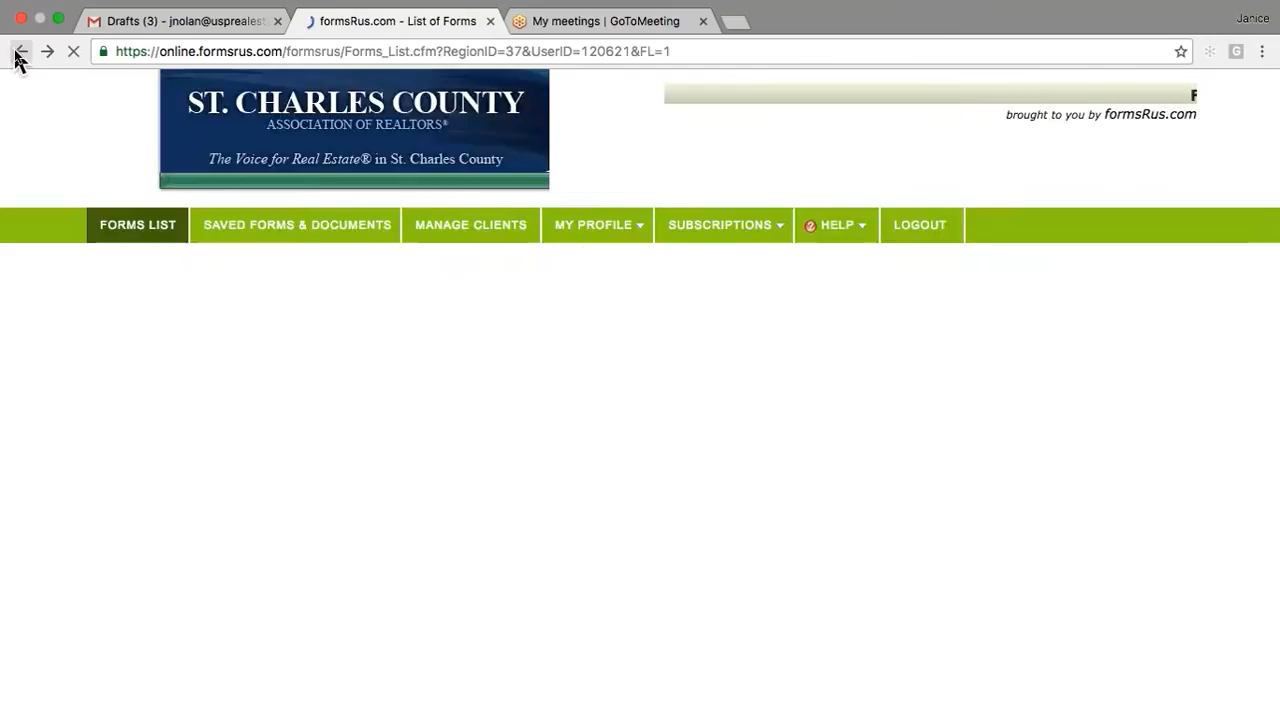 Drafts (3) - jnolan@usprealest
formsRus.com - List of Forms
My meetings | GoToMeeting
Janice
https://online.formsrus.com/formsrus/Forms_List.cfm?RegionID=37&UserID=120621&FL=1
G
ST. CHARLES COUNTY
ASSOCIATION OF REALTORS®
The Voice for Real Estate® in St. Charles County
F
brought to you by formsRus.com
FORMS LIST
SAVED FORMS & DOCUMENTS
MANAGE CLIENTS
MY PROFILE
SUBSCRIPTIONS
HELP
LOGOUT